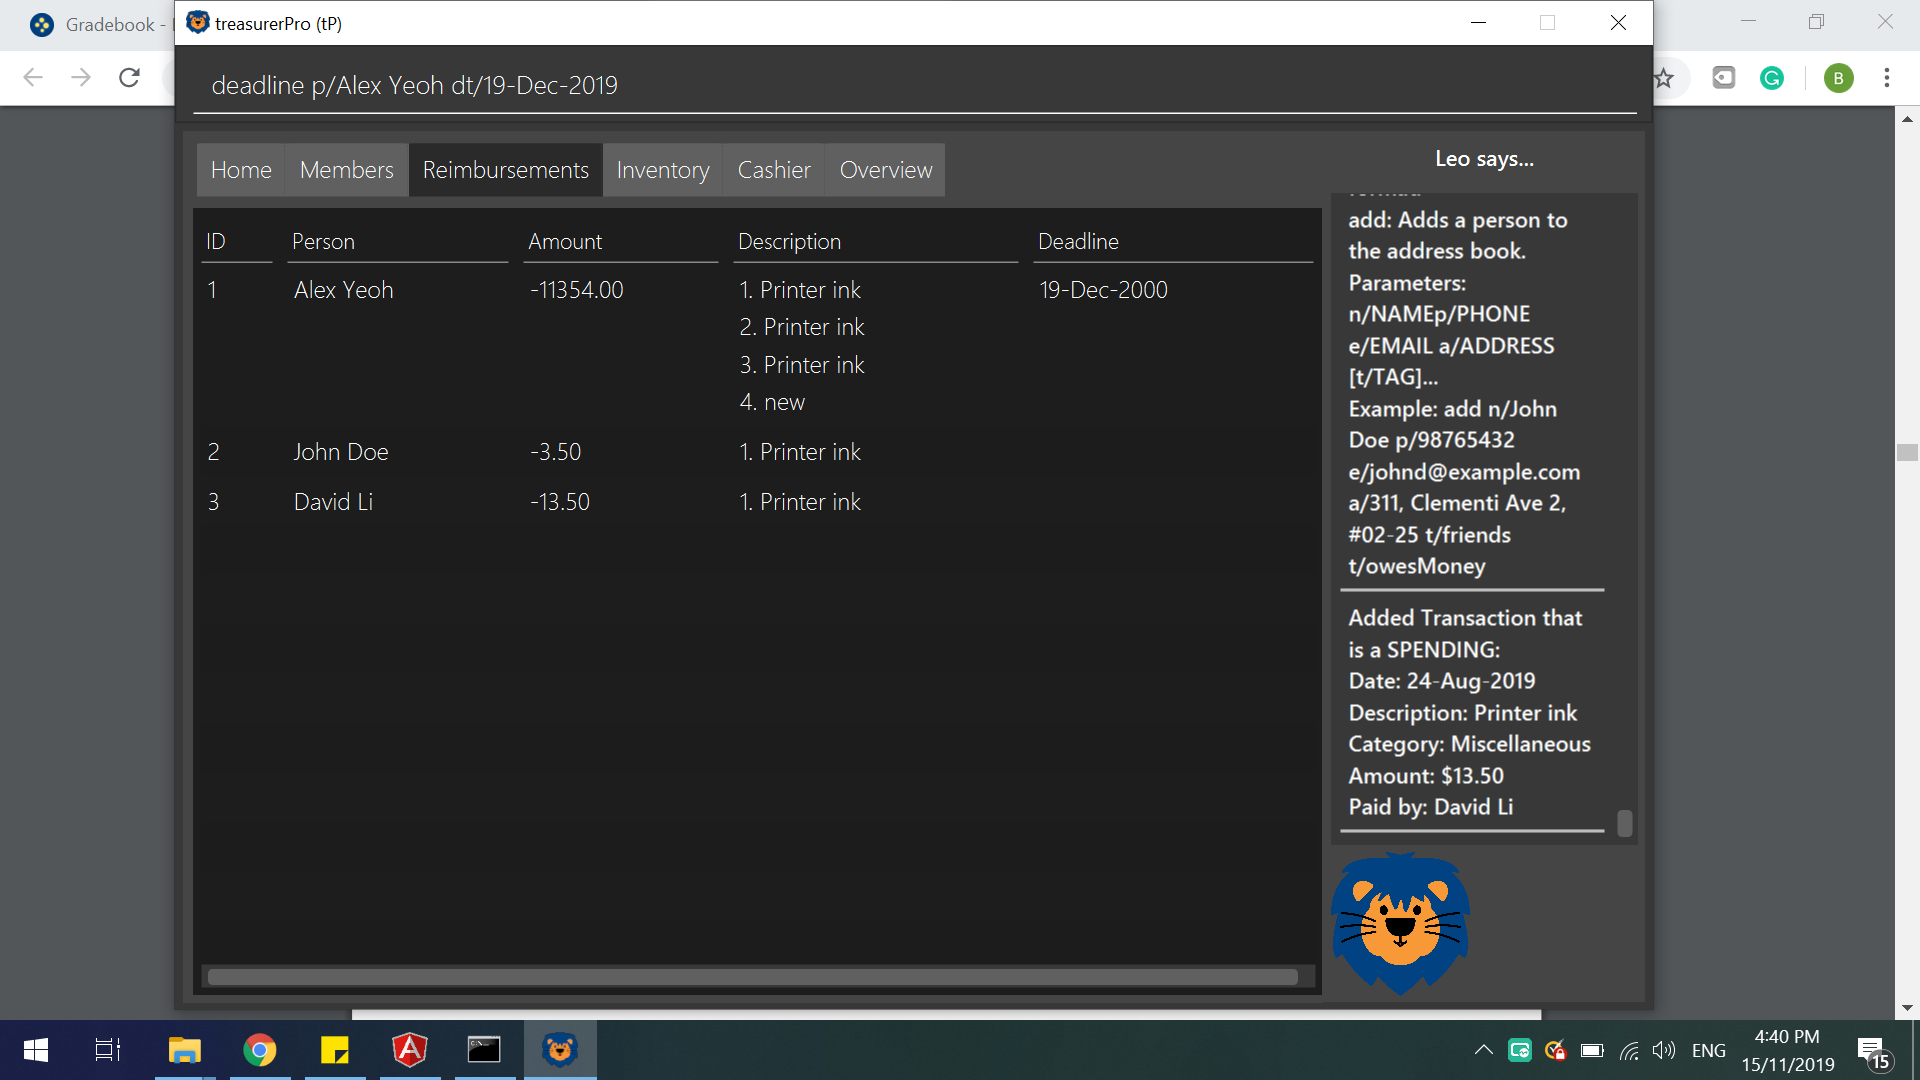 Gradebook -
treasurerPro (tP)
deadline p/Alex Yeoh dt/19-Dec-2019
Home Members Reimbursements Inventory Cashier Overview
ID Person Amount Description Deadline
1 Alex Yeoh -11354.00 1. Printer ink 19-Dec-2000
2. Printer ink
3. Printer ink
4. new
2 John Doe -3.50 1. Printer ink
3 David Li -13.50 1. Printer ink
Leo says...
add: Adds a person to
the address book.
Parameters:
n/NAMEp/PHONE
e/EMAIL a/ADDRESS
[t/TAG]...
Example: add n/John
Doe p/98765432
e/johnd@example.com
a/311, Clementi Ave 2,
#02-25 t/friends
t/owesMoney
Added Transaction that
is a SPENDING:
Date: 24-Aug-2019
Description: Printer ink
Category: Miscellaneous
Amount: $13.50
Paid by: David Li
B
ENG
4:40 PM
15/11/2019
15